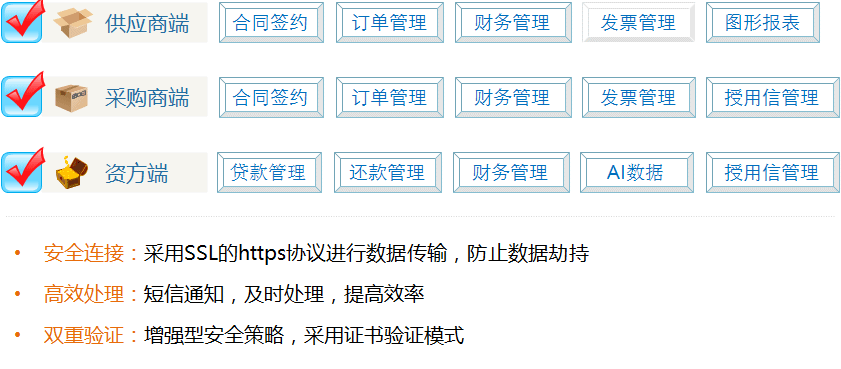 供应商端 合同签约 订单管理 财务管理 发票管理 图形报表
采购商端 合同签约 订单管理 财务管理 发票管理 授用信管理
资方端 贷款管理 还款管理 财务管理 AI数据 授用信管理
• 安全连接：采用SSL的https协议进行数据传输，防止数据劫持
• 高效处理：短信通知，及时处理，提高效率
• 双重验证：增强型安全策略，采用证书验证模式